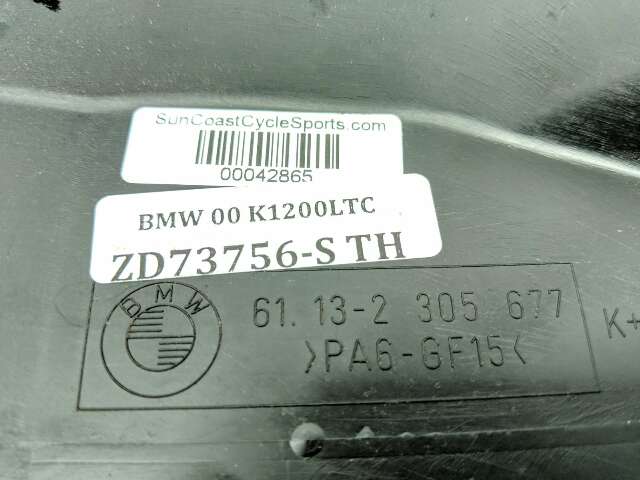 SunCoastCycleSports.com
00042865
BMW 00 K1200LTC
ZD73756-S TH
BMW
61.13-2 305 677
>PA6-GF15<
K+